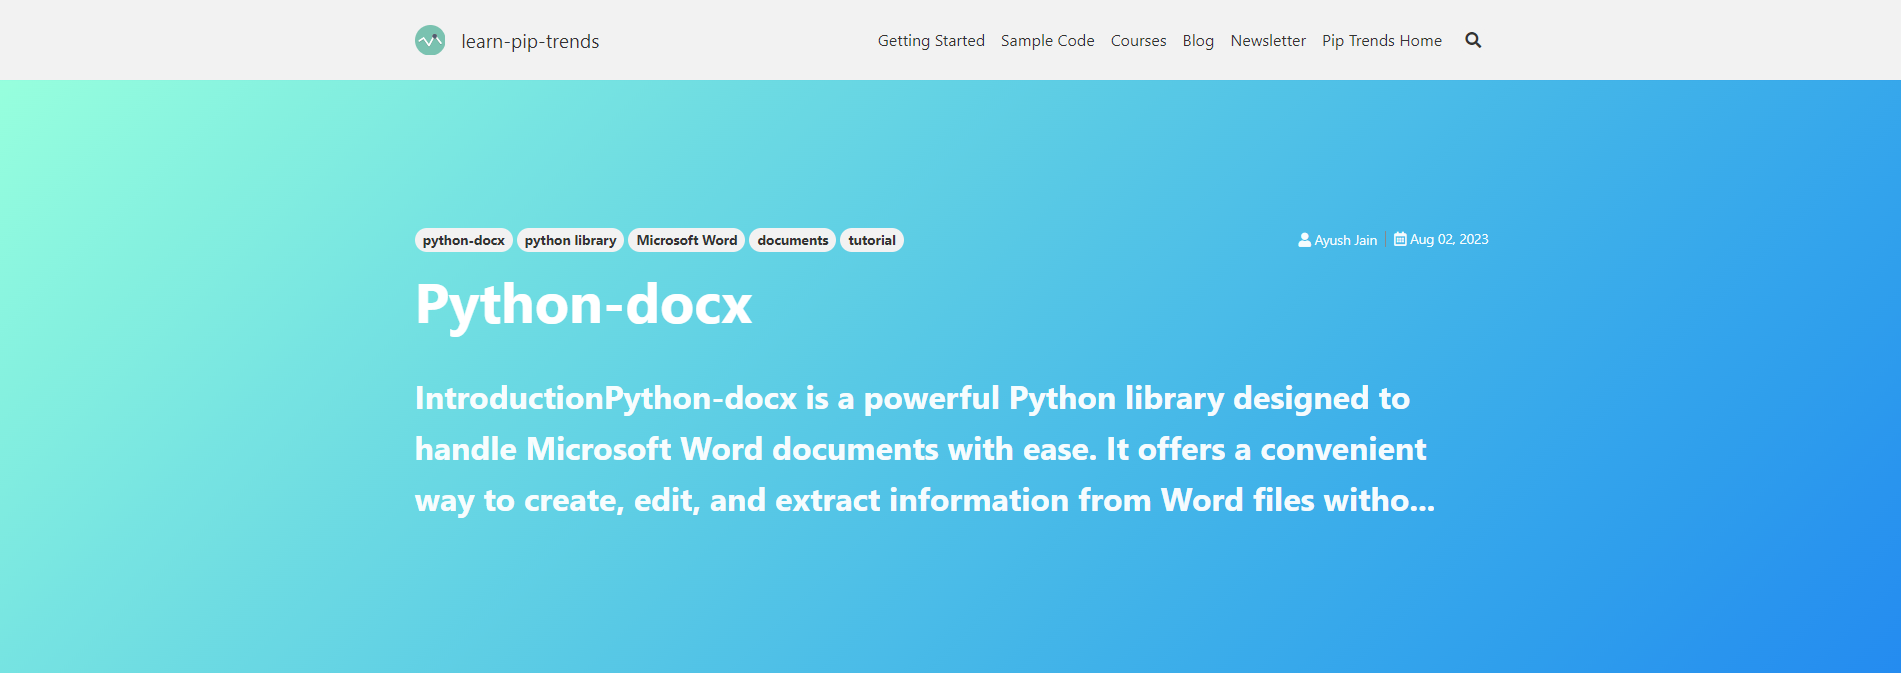 learn-pip-trends
Getting Started Sample Code Courses Blog Newsletter Pip Trends Home
python-docx python library Microsoft Word documents tutorial
Ayush Jain Aug 02, 2023
Python-docx
IntroductionPython-docx is a powerful Python library designed to
handle Microsoft Word documents with ease. It offers a convenient
way to create, edit, and extract information from Word files witho...